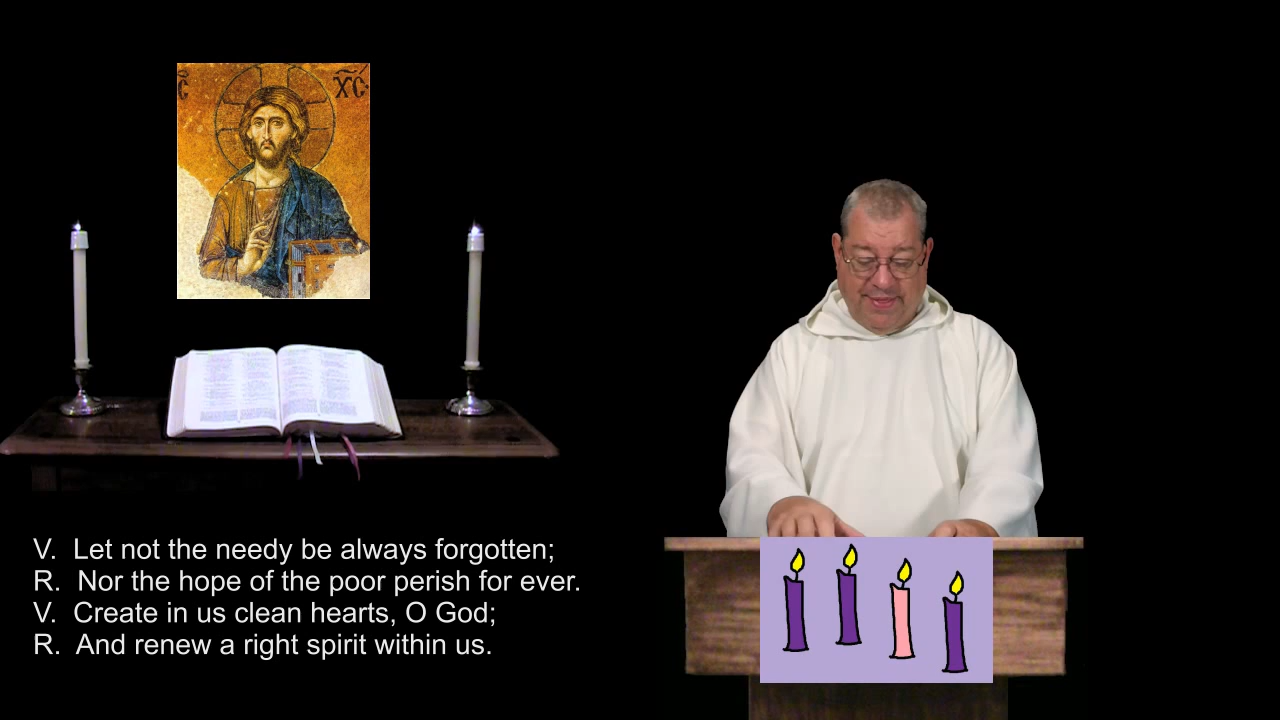 XC
V. Let not the needy be always forgotten;
R. Nor the hope of the poor perish for ever.
V. Create in us clean hearts, O God;
R. And renew a right spirit within us.